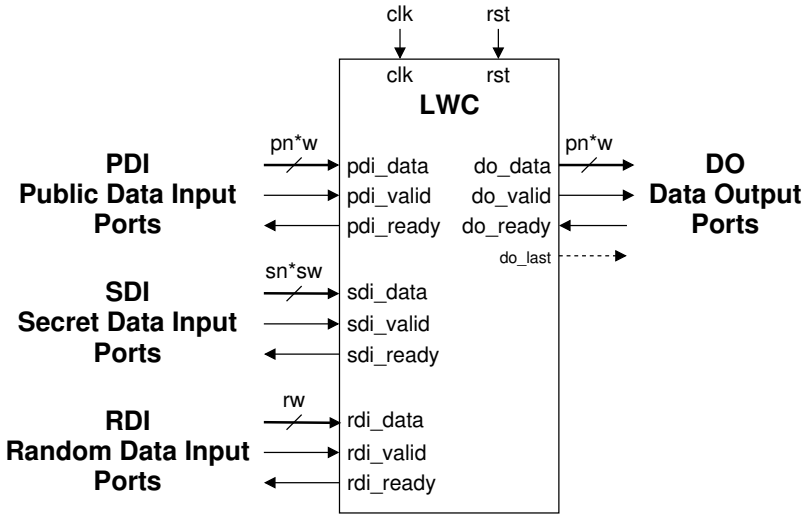 clk rst
clk rst
LWC
pn*w pn*w
PDI pdi_data do_data DO
Public Data Input pdi_valid do_valid Data Output
Ports pdi_ready do_ready Ports
do_last
sn*sw
SDI sdi_data
Secret Data Input sdi_valid
Ports sdi_ready
rw
RDI rdi_data
Random Data Input rdi_valid
Ports rdi_ready